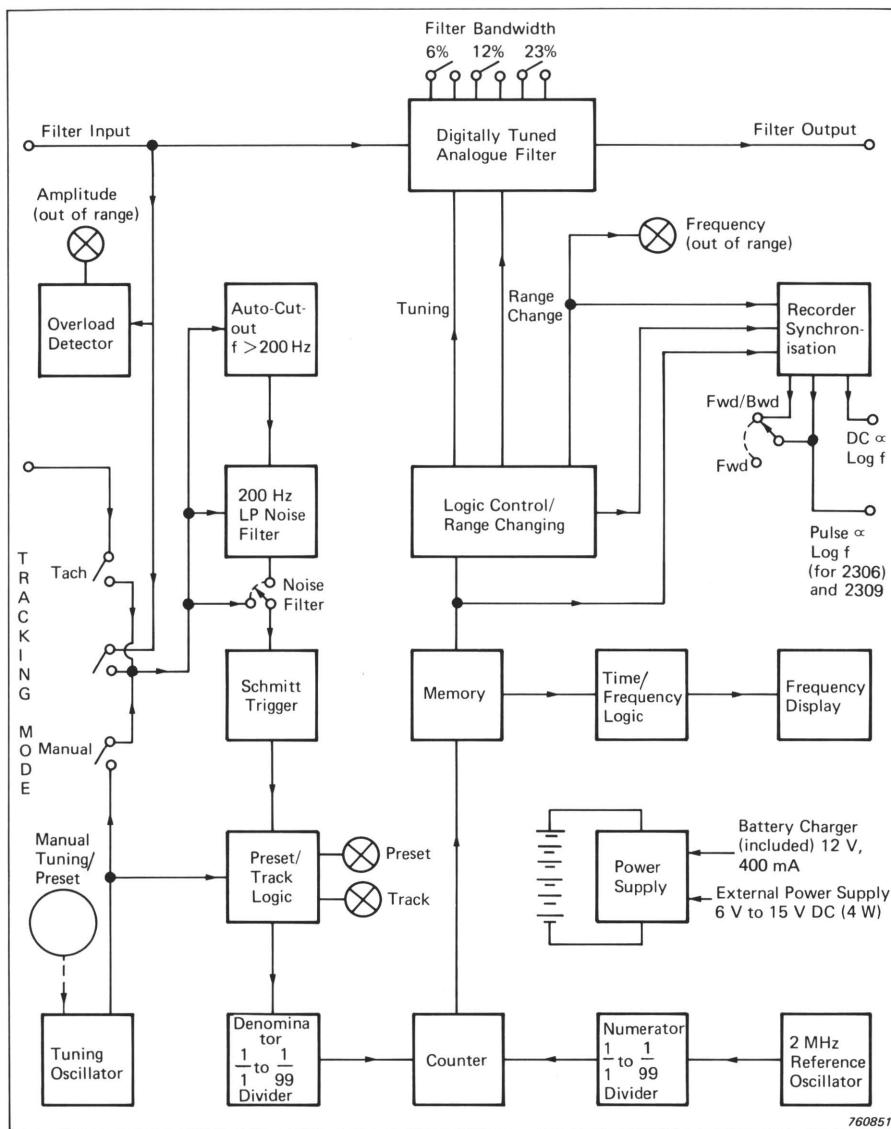 Filter Bandwidth
6% 12% 23%
Filter Input
Digitally Tuned
Analogue Filter
Filter Output
Amplitude
(out of range)
Frequency
(out of range)
Overload
Detector
Auto-Cut-
out
f > 200 Hz
Tuning
Range
Change
Recorder
Synchron-
isation
Fwd/Bwd
Fwd
DC ∝
Log f
200 Hz
LP Noise
Filter
Logic Control/
Range Changing
Pulse ∝
Log f
(for 2306)
and 2309
TRACKING MODE
Tach
Noise
Filter
Schmitt
Trigger
Memory
Time/
Frequency
Logic
Frequency
Display
Manual
Manual
Tuning/
Preset
Preset/
Track
Logic
Preset
Track
Power
Supply
Battery Charger
(included) 12 V,
400 mA
External Power Supply
6 V to 15 V DC (4 W)
Tuning
Oscillator
Denomina
tor
1/1 to 1/99
Divider
Counter
Numerator
1/1 to 1/99
Divider
2 MHz
Reference
Oscillator
760851